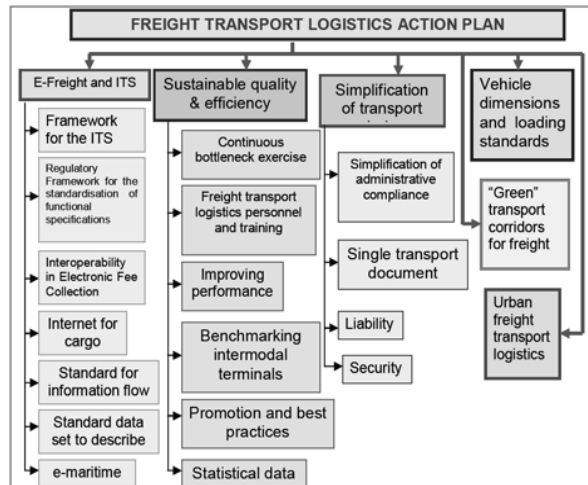 FREIGHT TRANSPORT LOGISTICS ACTION PLAN
E-Freight and ITS
Framework
for the ITS
Regulatory
Framework for the
standardisation of
functional
specifications
Interoperability
in Electronic Fee
Collection
Internet for
cargo
Standard for
information flow
Standard data
set to describe
e-maritime
Sustainable quality
& efficiency
Continuous
bottleneck exercise
Freight transport
logistics personnel
and training
Improving
performance
Benchmarking
intermodal
terminals
Promotion and best
practices
Statistical data
Simplification
of transport
Simplification of
administrative
compliance
Single transport
document
Liability
Security
Vehicle
dimensions
and loading
standards
“Green”
transport
corridors
for freight
Urban
freight
transport
logistics